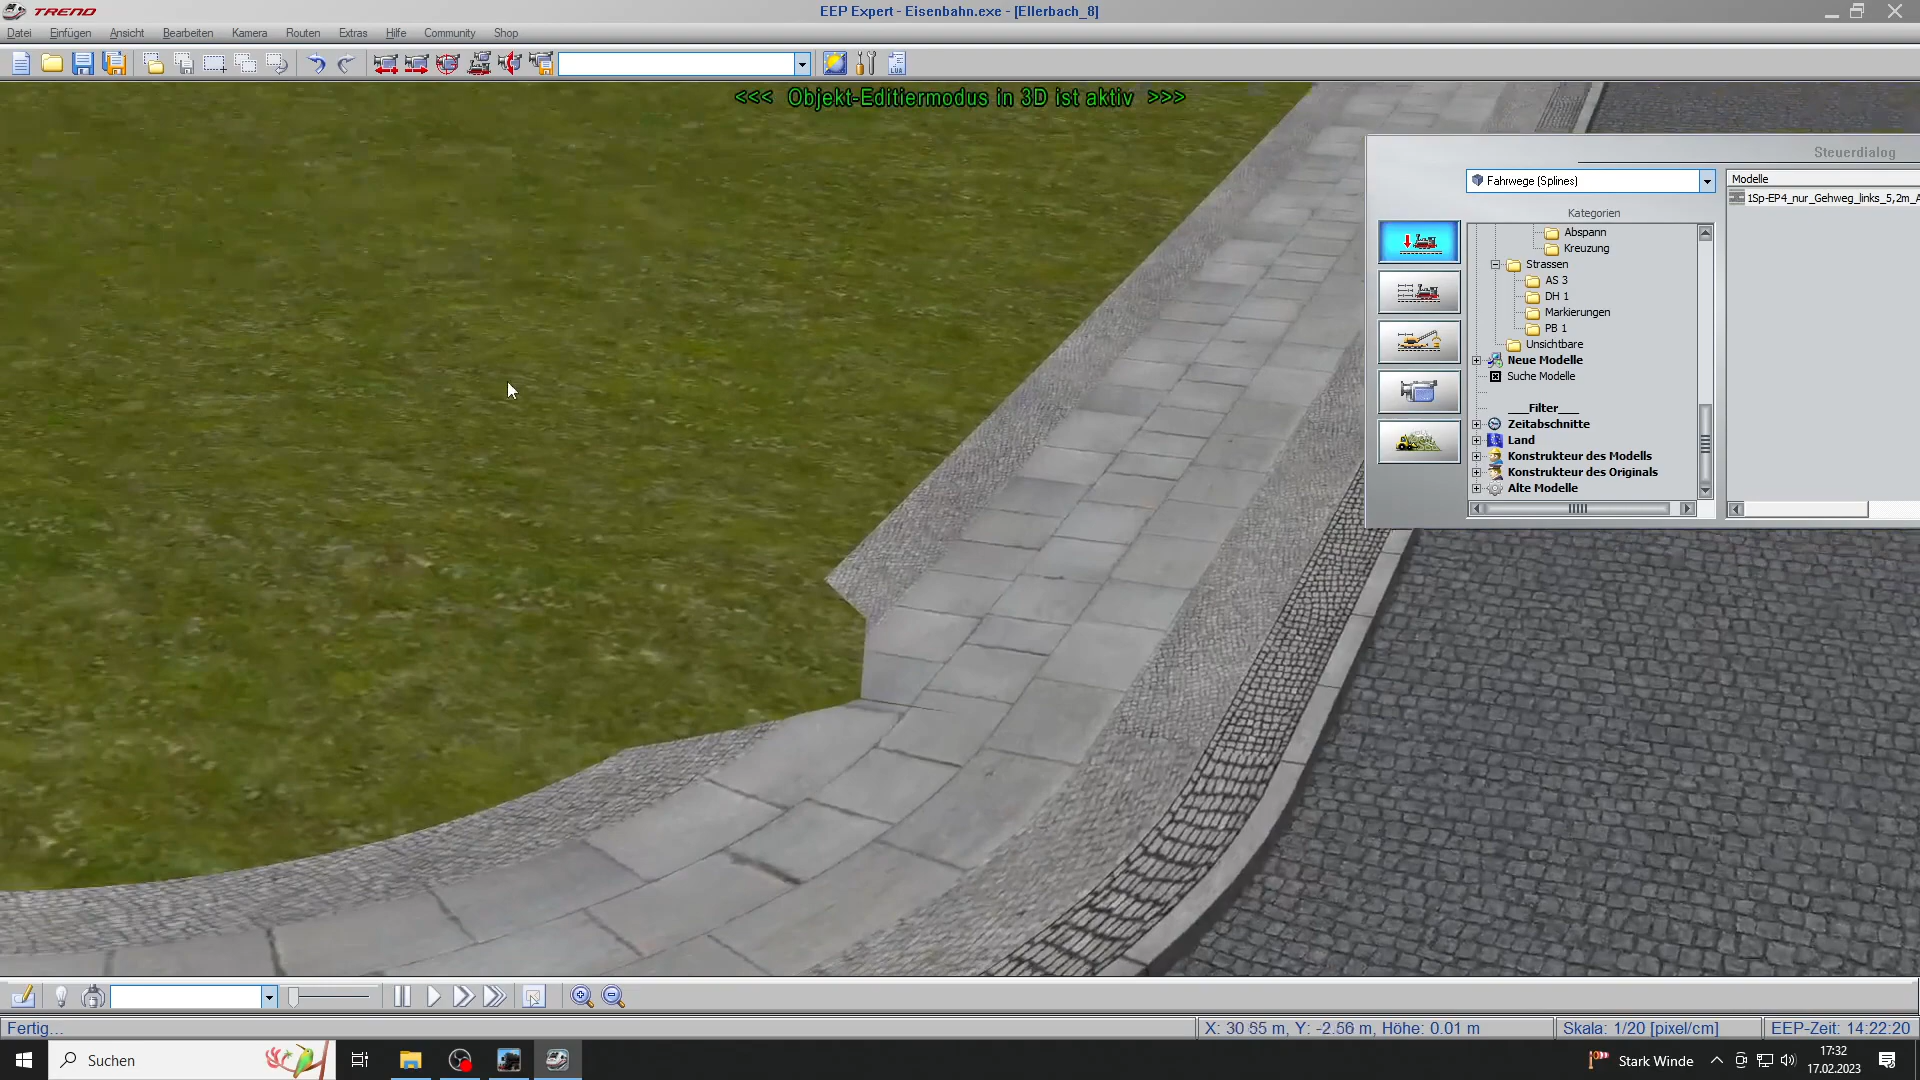 TREND
EEP Expert - Eisenbahn.exe - [Ellerbach_8]
Datei Einfügen Ansicht Bearbeiten Kamera Routen Extras Hilfe Community Shop
LUA
<<< Objekt-Editiermodus in 3D ist aktiv >>>
Steuerdialog
Fahrwege (Splines)
Kategorien
Abspann
Kreuzung
Strassen
AS 3
DH 1
Markierungen
PB 1
Unsichtbare
Neue Modelle
Suche Modelle
___Filter___
Zeitabschnitte
Land
Konstrukteur des Modells
Konstrukteur des Originals
Alte Modelle
Modelle
1Sp-EP4_nur_Gehweg_links_5,2m_A
Fertig...
X: 30.65 m, Y: -2.56 m, Höhe: 0.01 m
Skala: 1/20 [pixel/cm]
EEP-Zeit: 14:22:20
Suchen
Stark Winde
17:32
17.02.2023